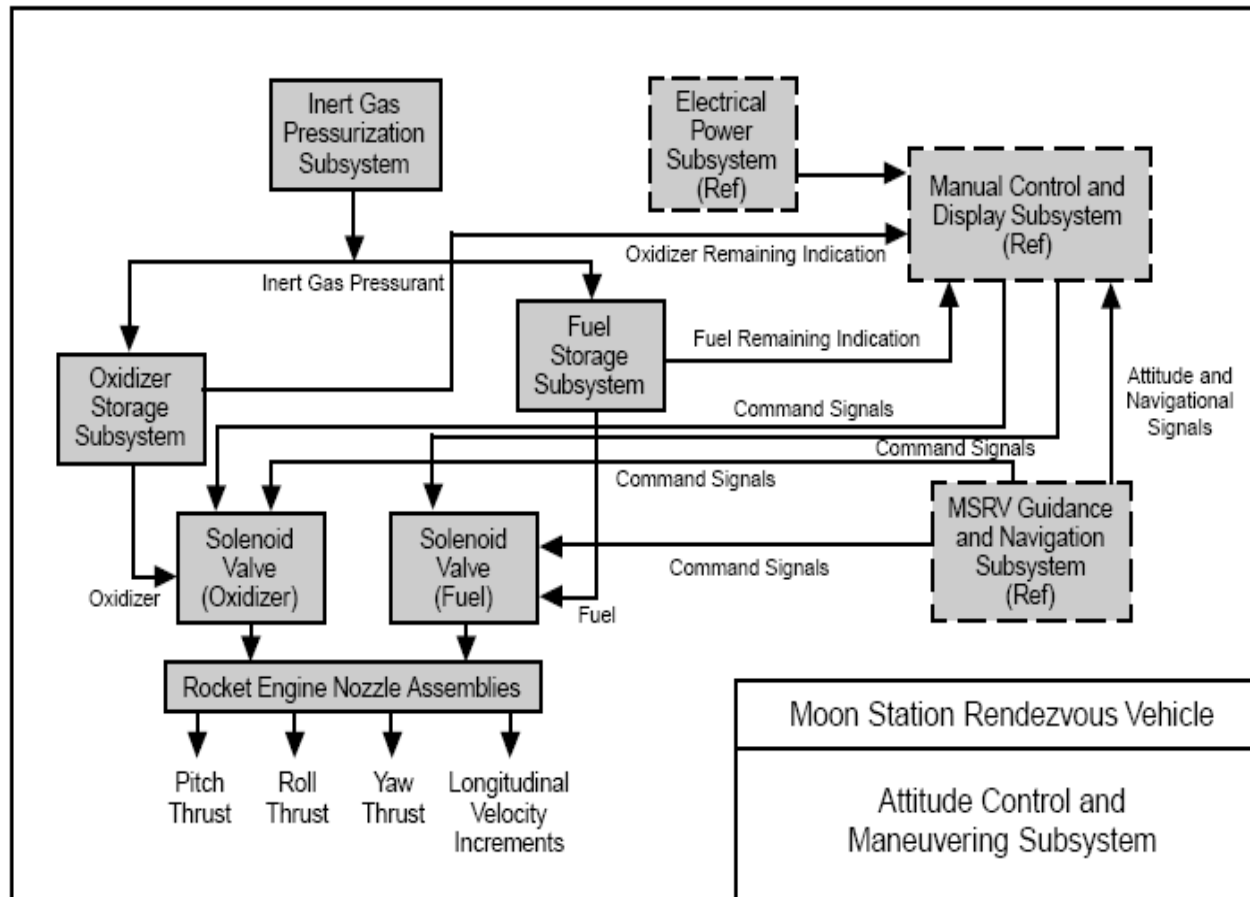 Inert Gas
Pressurization
Subsystem
Electrical
Power
Subsystem
(Ref)
Manual Control and
Display Subsystem
(Ref)
Oxidizer Remaining Indication
Inert Gas Pressurant
Fuel
Storage
Subsystem
Fuel Remaining Indication
Oxidizer
Storage
Subsystem
Attitude and
Navigational
Signals
Command Signals
Command Signals
Command Signals
Solenoid
Valve
(Oxidizer)
Solenoid
Valve
(Fuel)
MSRV Guidance
and Navigation
Subsystem
(Ref)
Command Signals
Oxidizer
Fuel
Rocket Engine Nozzle Assemblies
Pitch
Thrust
Roll
Thrust
Yaw
Thrust
Longitudinal
Velocity
Increments
Moon Station Rendezvous Vehicle
Attitude Control and
Maneuvering Subsystem